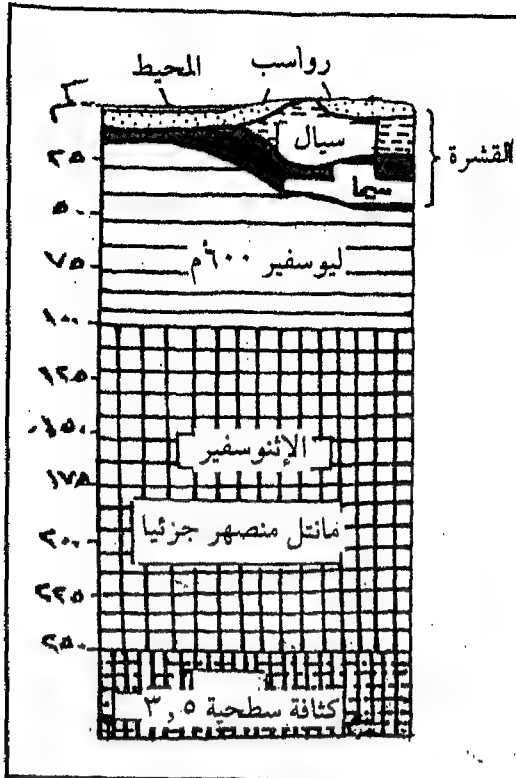 المحيط رواسب
كم
سيال
القشرة
٢٥
سيما
٥٠
ليوسفير ٦٠٠°م
٧٥
١٠٠
١٢٥
١٥٠
الإثنوسفير
١٧٥
مانتل منصهر جزئيا
٢٠٠
٢٢٥
٢٥٠
كثافة سطحية ٣,٥